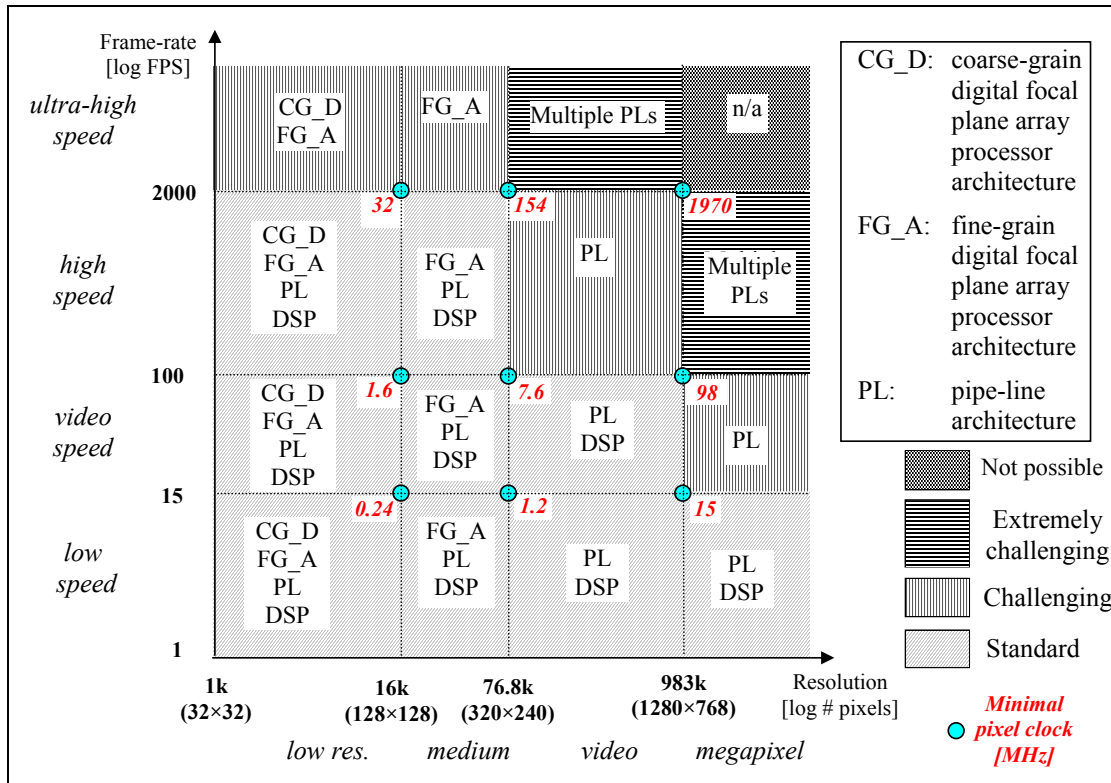 Frame-rate
[log FPS]
ultra-high
speed
CG_D
FG_A
FG_A
Multiple PLs
n/a
2000
32
154
1970
high
speed
CG_D
FG_A
PL
DSP
FG_A
PL
DSP
PL
Multiple
PLs
100
1.6
7.6
98
video
speed
CG_D
FG_A
PL
DSP
FG_A
PL
DSP
PL
DSP
PL
15
0.24
1.2
15
low
speed
CG_D
FG_A
PL
DSP
FG_A
PL
DSP
PL
DSP
PL
DSP
1
1k
(32×32)
16k
(128×128)
76.8k
(320×240)
983k
(1280×768)
Resolution
[log # pixels]
low res.
medium
video
megapixel
CG_D: coarse-grain
digital focal
plane array
processor
architecture
FG_A: fine-grain
digital focal
plane array
processor
architecture
PL: pipe-line
architecture
Not possible
Extremely
challenging
Challenging
Standard
Minimal
pixel clock
[MHz]